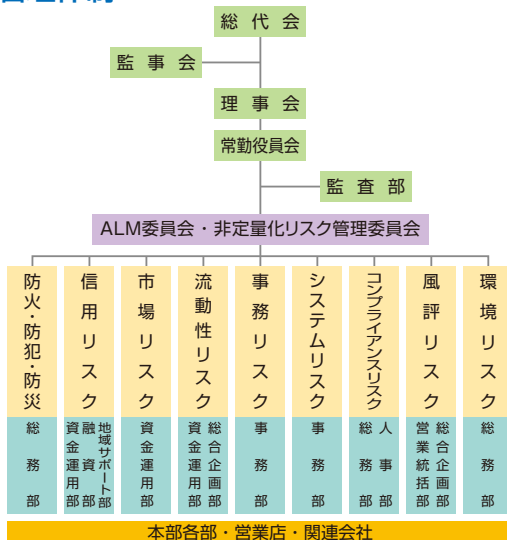 総代会
監事会
理事会
常勤役員会
監査部
ALM委員会・非定量化リスク管理委員会
防火・防犯・防災
信用リスク
市場リスク
流動性リスク
事務リスク
システムリスク
コンプライアンスリスク
風評リスク
環境リスク
総務部
地域サポート部
融資部
資金運用部
資金運用部
総合企画部
資金運用部
事務部
事務部
人事部
総務部
総合企画部
営業統括部
総務部
本部各部・営業店・関連会社